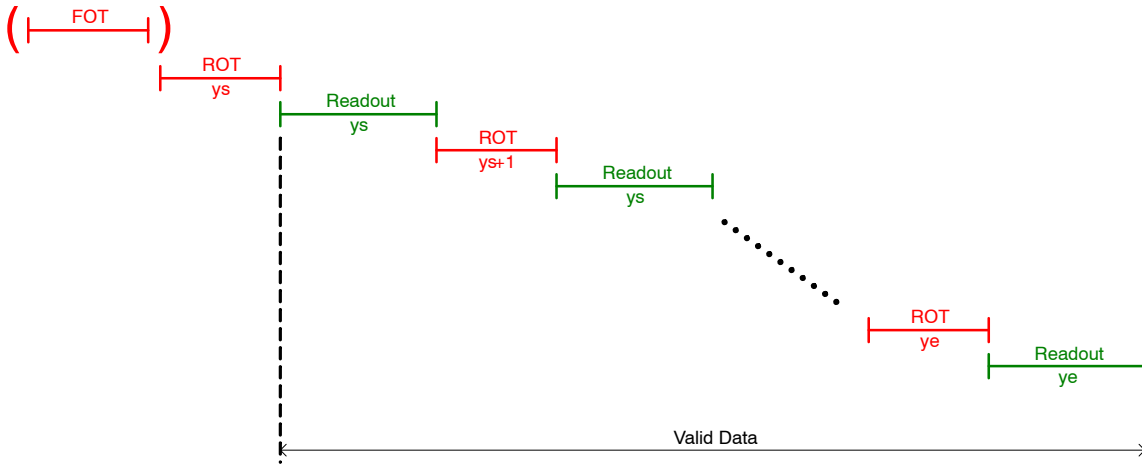 ( FOT )
ROT
ys
Readout
ys
ROT
ys+1
Readout
ys
ROT
ye
Readout
ye
Valid Data